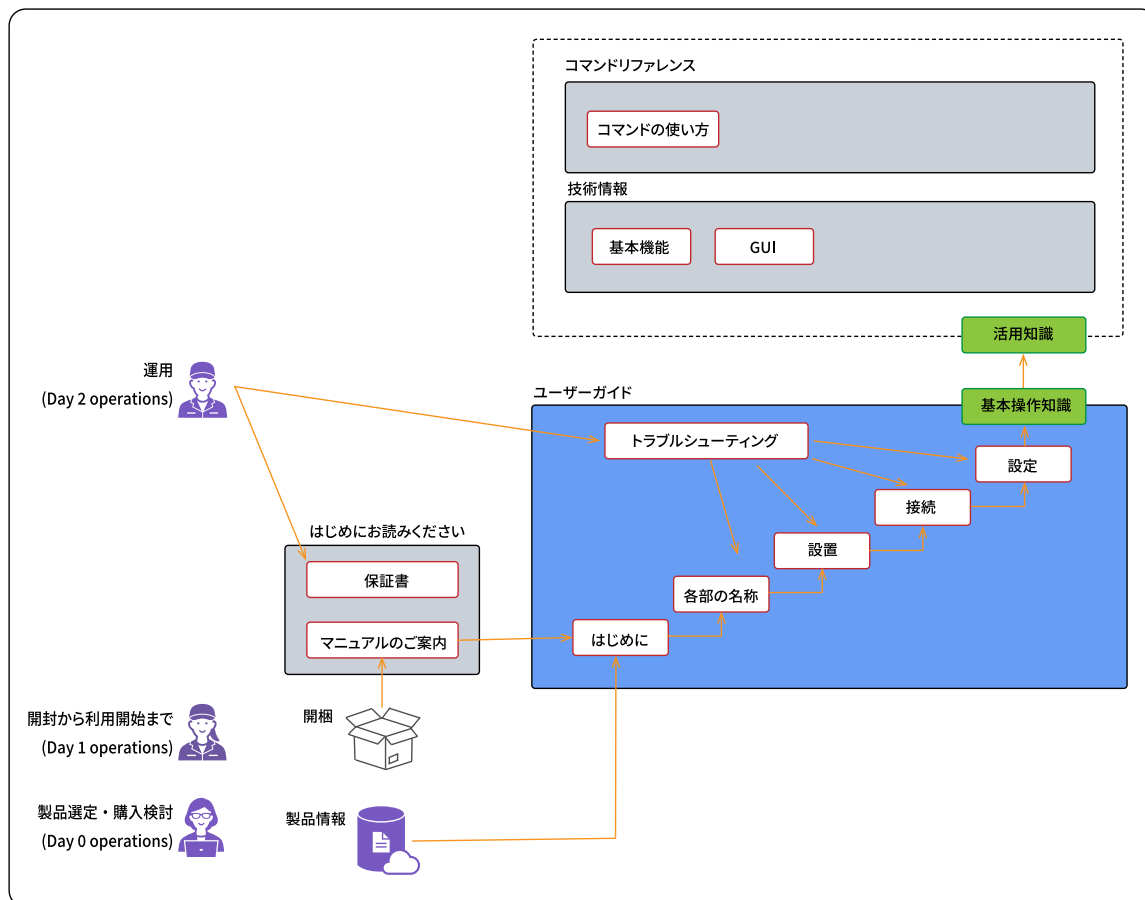 コマンドリファレンス
コマンドの使い方
技術情報
基本機能
GUI
活用知識
運用
(Day 2 operations)
ユーザーガイド
基本操作知識
トラブルシューティング
設定
接続
設置
各部の名称
はじめに
はじめにお読みください
保証書
マニュアルのご案内
開封から利用開始まで
(Day 1 operations)
開梱
製品選定・購入検討
(Day 0 operations)
製品情報